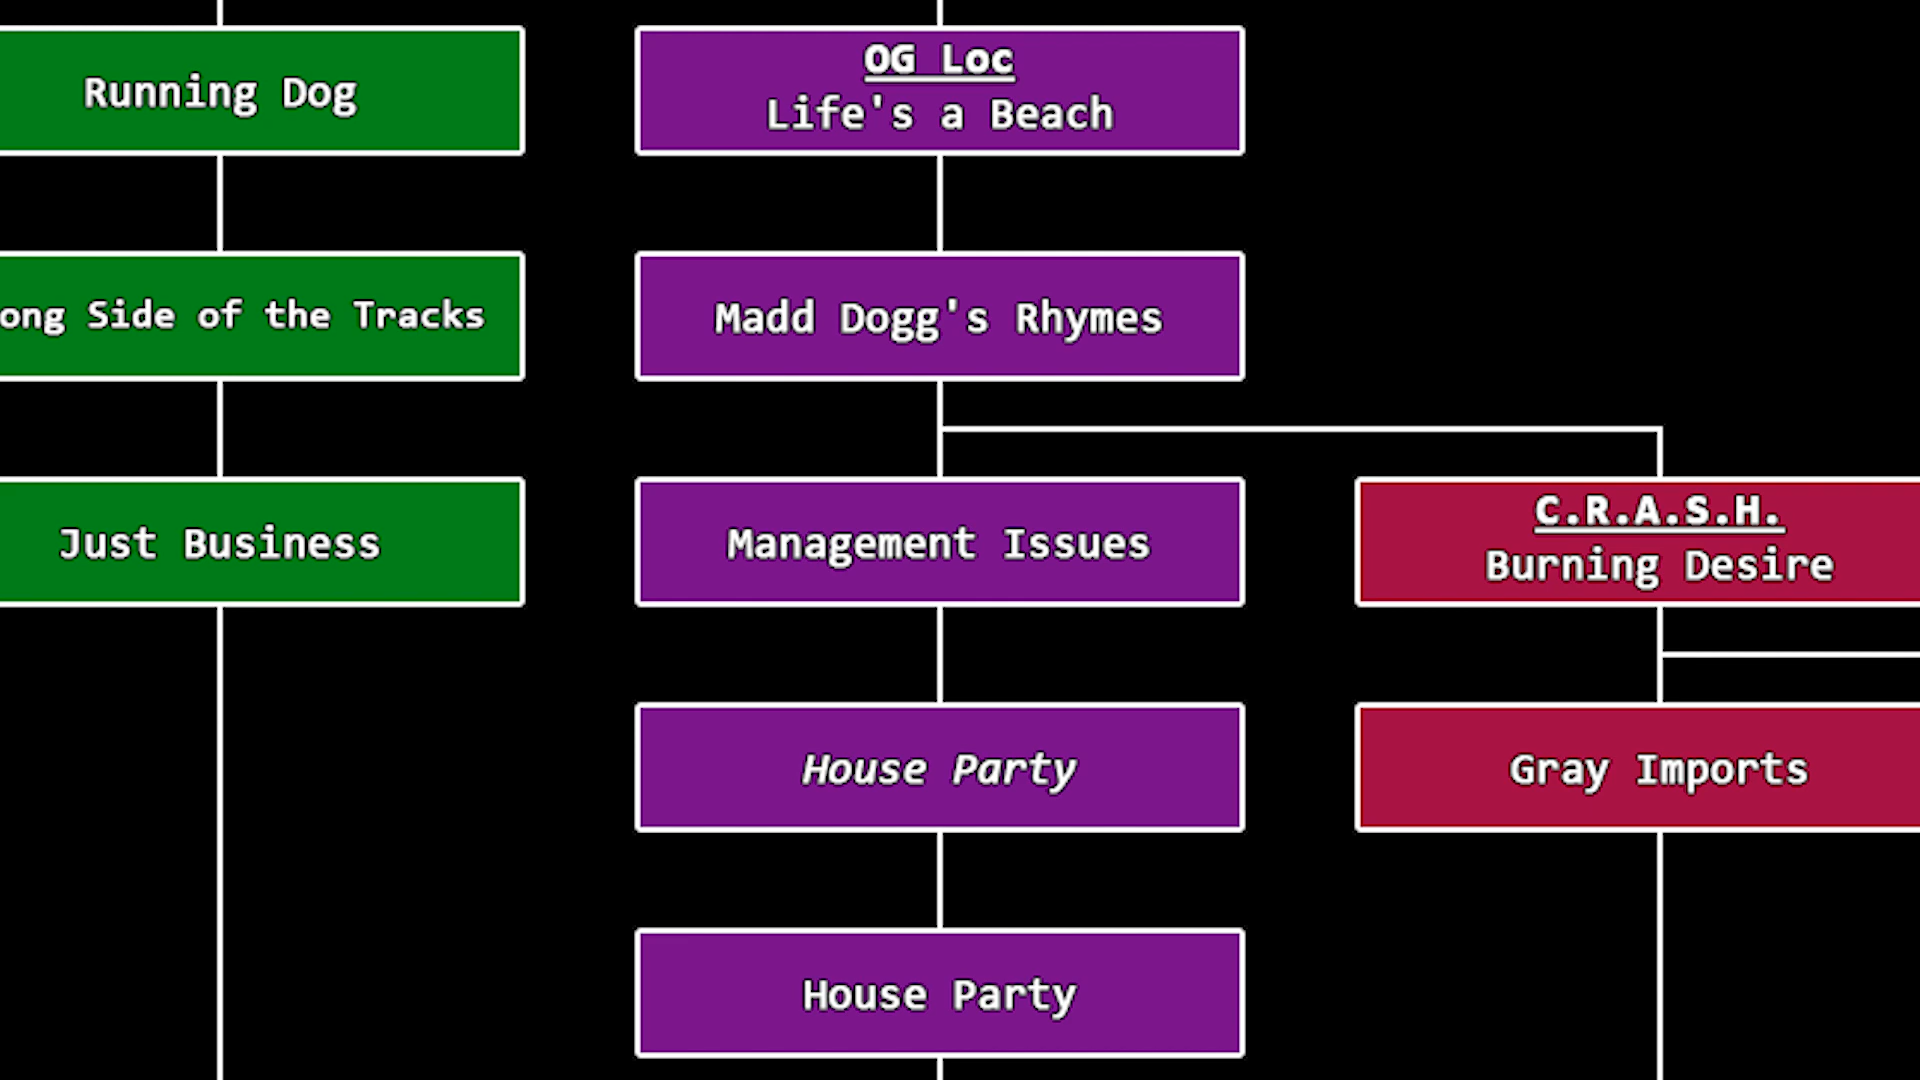 Running Dog
OG Loc
Life's a Beach
ong Side of the Tracks
Madd Dogg's Rhymes
Just Business
Management Issues
C.R.A.S.H.
Burning Desire
House Party
Gray Imports
House Party